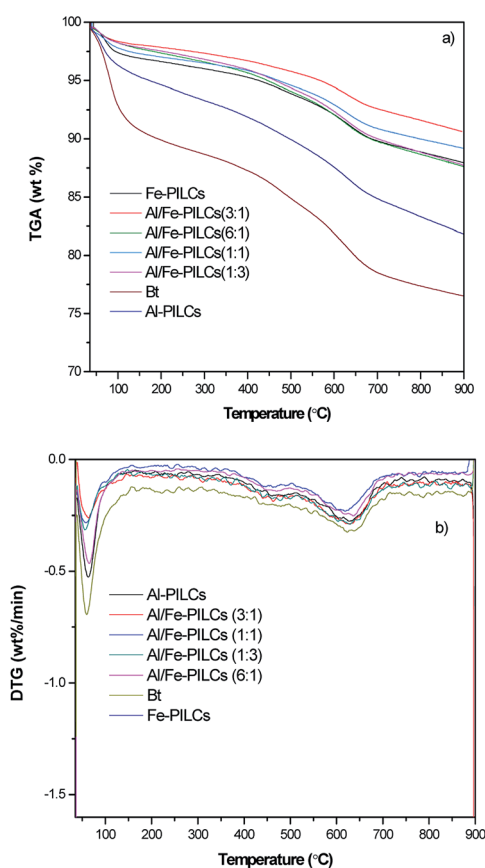 a)
100
95
90
85
80
75
70
TGA (wt %)
Fe-PILCs
Al/Fe-PILCs(3:1)
Al/Fe-PILCs(6:1)
Al/Fe-PILCs(1:1)
Al/Fe-PILCs(1:3)
Bt
Al-PILCs
100 200 300 400 500 600 700 800 900
Temperature (°C)
b)
0.0
-0.5
-1.0
-1.5
DTG (wt%/min)
Al-PILCs
Al/Fe-PILCs (3:1)
Al/Fe-PILCs (1:1)
Al/Fe-PILCs (1:3)
Al/Fe-PILCs (6:1)
Bt
Fe-PILCs
100 200 300 400 500 600 700 800 900
Temperature (°C)